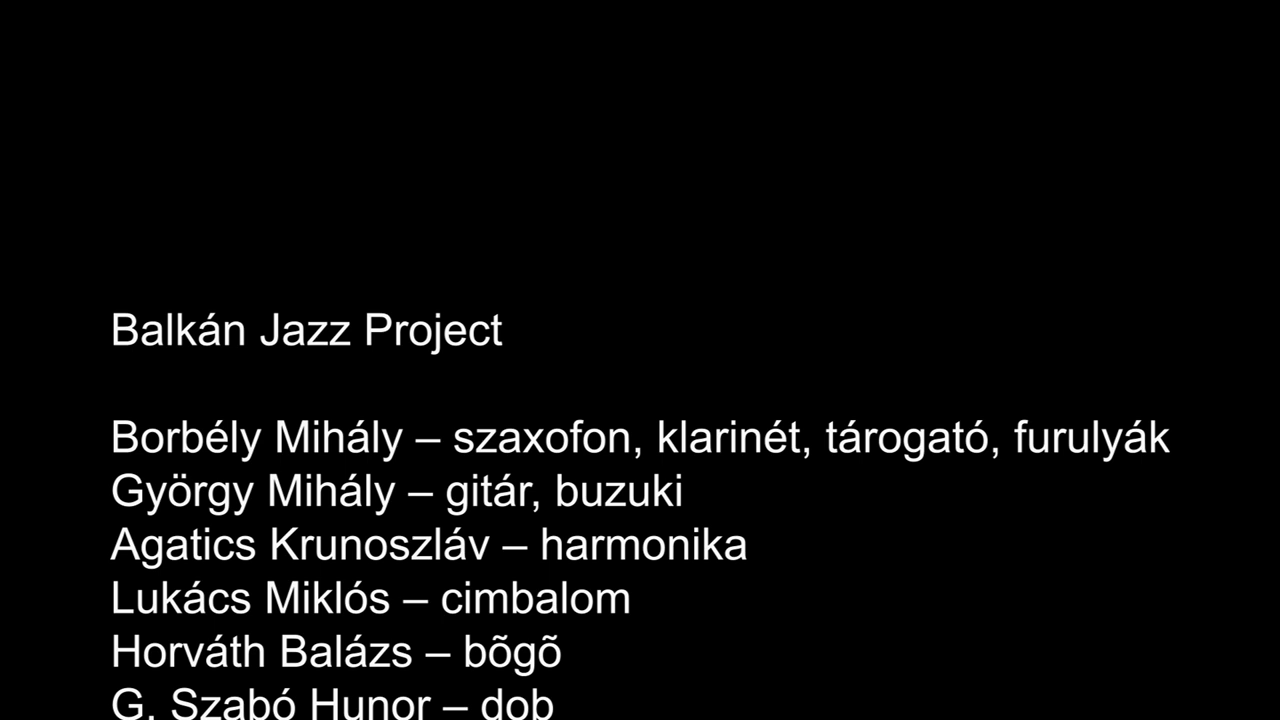 Balkán Jazz Project
Borbély Mihály – szaxofon, klarinét, tárogató, furulyák
György Mihály – gitár, buzuki
Agatics Krunoszláv – harmonika
Lukács Miklós – cimbalom
Horváth Balázs – bõgõ
G. Szabó Hunor – dob